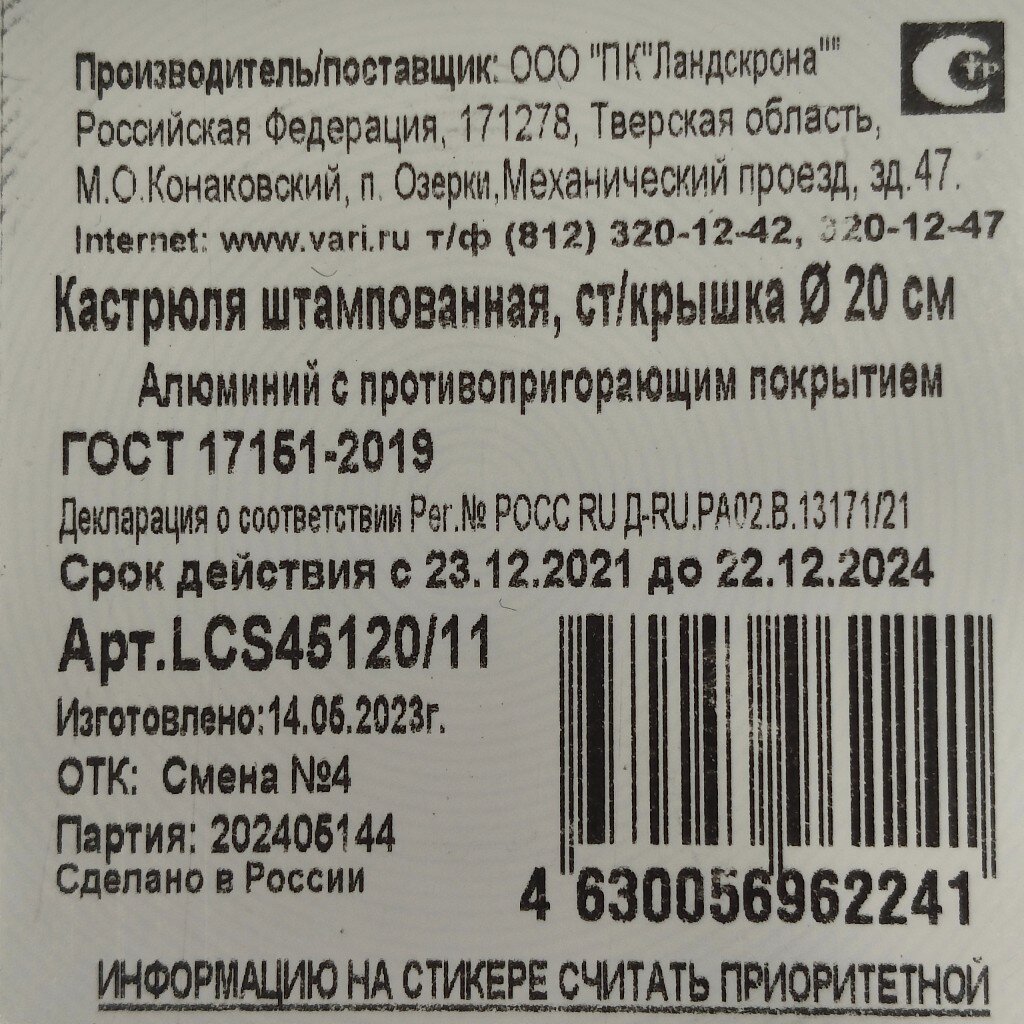 Производитель/поставщик: ООО "ПК"Ландскрона""
Российская Федерация, 171278, Тверская область,
М.О.Конаковский, п. Озерки,Механический проезд, зд.47.
Internet: www.vari.ru т/ф (812) 320-12-42, 320-12-47
Кастрюля штампованная, ст/крышка Ø 20 см
Алюминий с противопригорающим покрытием
ГОСТ 17151-2019
Декларация о соответствии Рег.№ РОСС RU Д-RU.РА02.В.13171/21
Срок действия с 23.12.2021 до 22.12.2024
Арт.LCS45120/11
Изготовлено:14.05.2023г.
ОТК: Смена №4
Партия: 202405144
Сделано в России
4 630056962241
ИНФОРМАЦИЮ НА СТИКЕРЕ СЧИТАТЬ ПРИОРИТЕТНОЙ